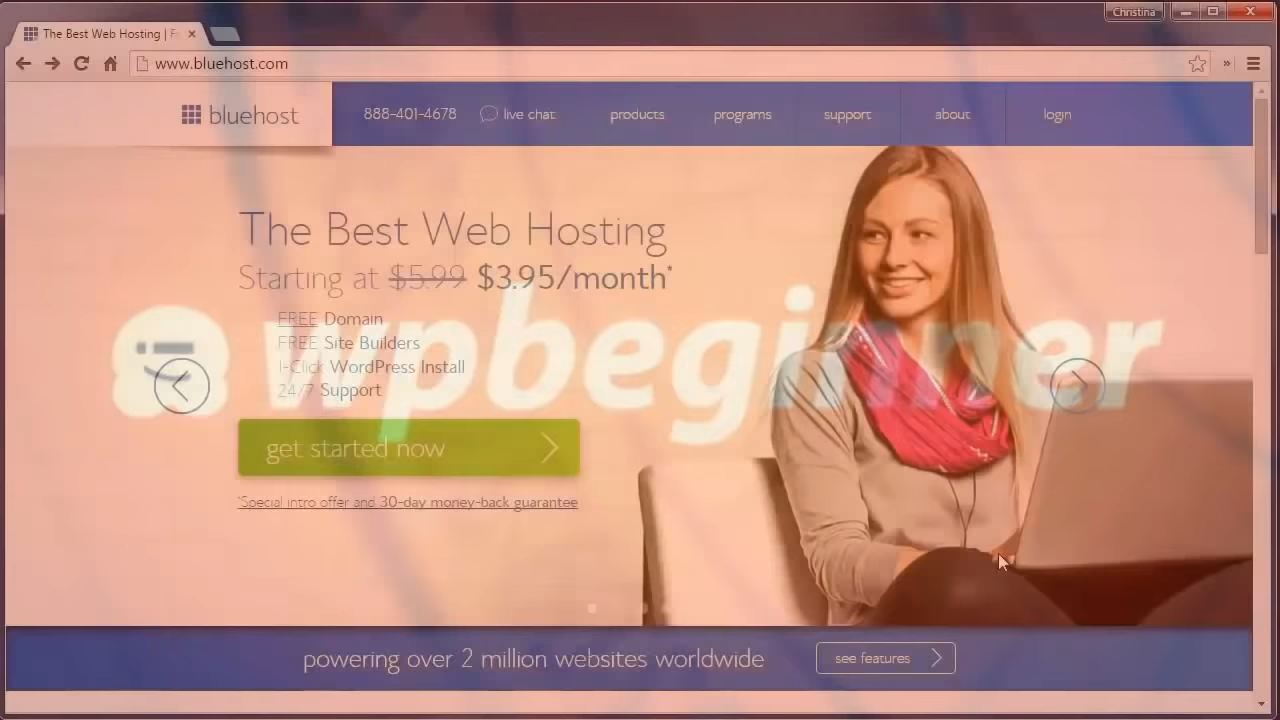 Christina
The Best Web Hosting | F
www.bluehost.com
bluehost
888-401-4678
live chat
products
programs
support
about
login
The Best Web Hosting
Starting at $5.99 $3.95/month*
FREE Domain
FREE Site Builders
1-Click WordPress Install
24/7 Support
wpbeginner
get started now
*Special intro offer and 30-day money-back guarantee
powering over 2 million websites worldwide
see features